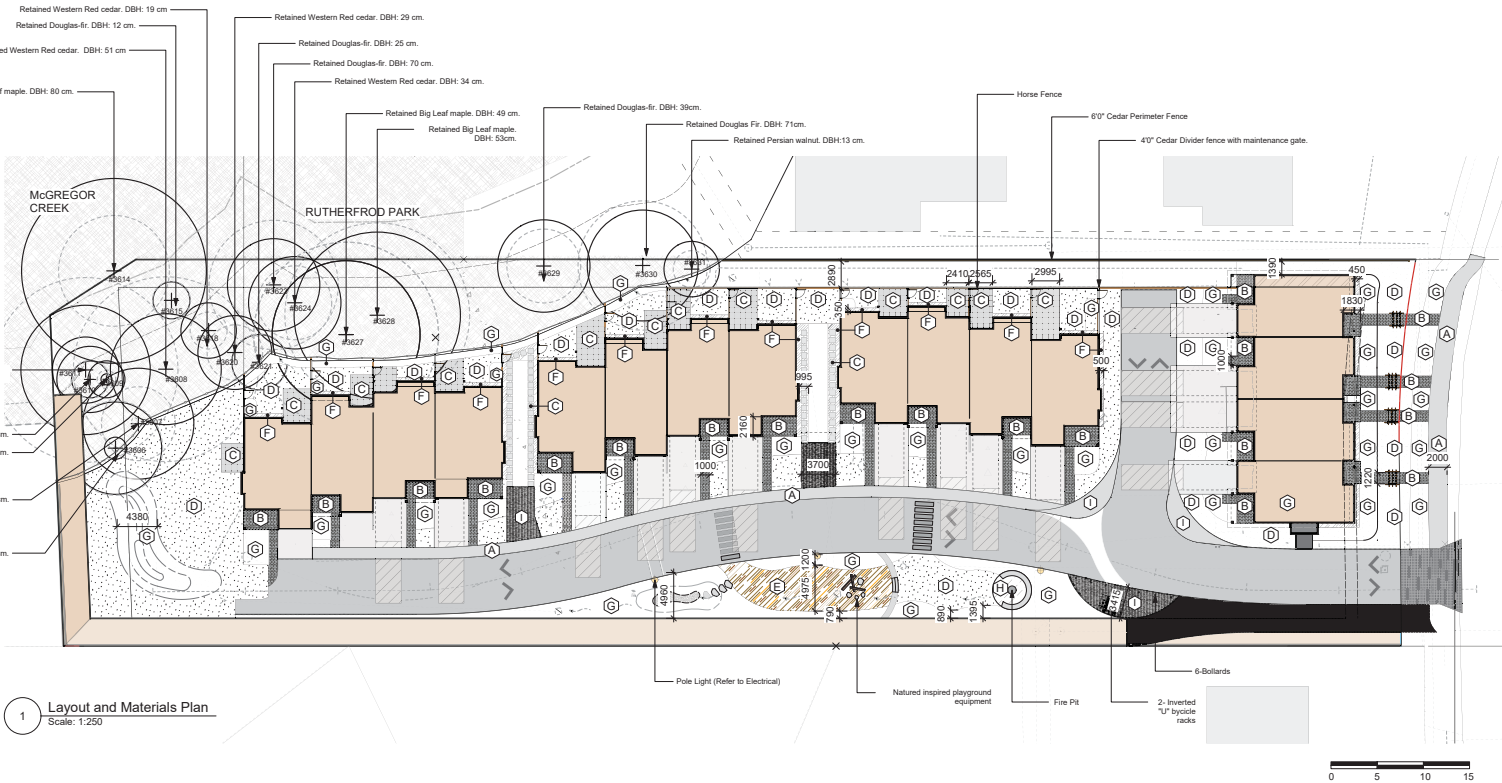 Retained Western Red cedar. DBH: 19 cm
Retained Douglas-fir. DBH: 12 cm.
ed Western Red cedar. DBH: 51 cm
f maple. DBH: 80 cm.
Retained Western Red cedar. DBH: 29 cm.
Retained Douglas-fir. DBH: 25 cm.
Retained Douglas-fir. DBH: 70 cm.
Retained Western Red cedar. DBH: 34 cm.
Retained Big Leaf maple. DBH: 49 cm.
Retained Big Leaf maple.
DBH: 53cm.
Retained Douglas-fir. DBH: 39cm.
Retained Douglas Fir. DBH: 71cm.
Retained Persian walnut. DBH:13 cm.
Horse Fence
6'0" Cedar Perimeter Fence
4'0" Cedar Divider fence with maintenance gate.
McGREGOR
CREEK
RUTHERFROD PARK
#3614
#3615
#3624
#3628
#3627
#3629
#3630
#3620
#3608
#3606
2890
350
2410
2565
2995
1390
450
1830
1000
500
995
2160
1000
3700
1220
2000
4380
4960
1200
4975
790
890
1395
3415
A
B
C
D
E
F
G
H
I
m.
m.
m.
m.
Pole Light (Refer to Electrical)
Natured inspired playground
equipment
Fire Pit
2- Inverted
"U" bycicle
racks
6-Bollards
1
Layout and Materials Plan
Scale: 1:250
0 5 10 15